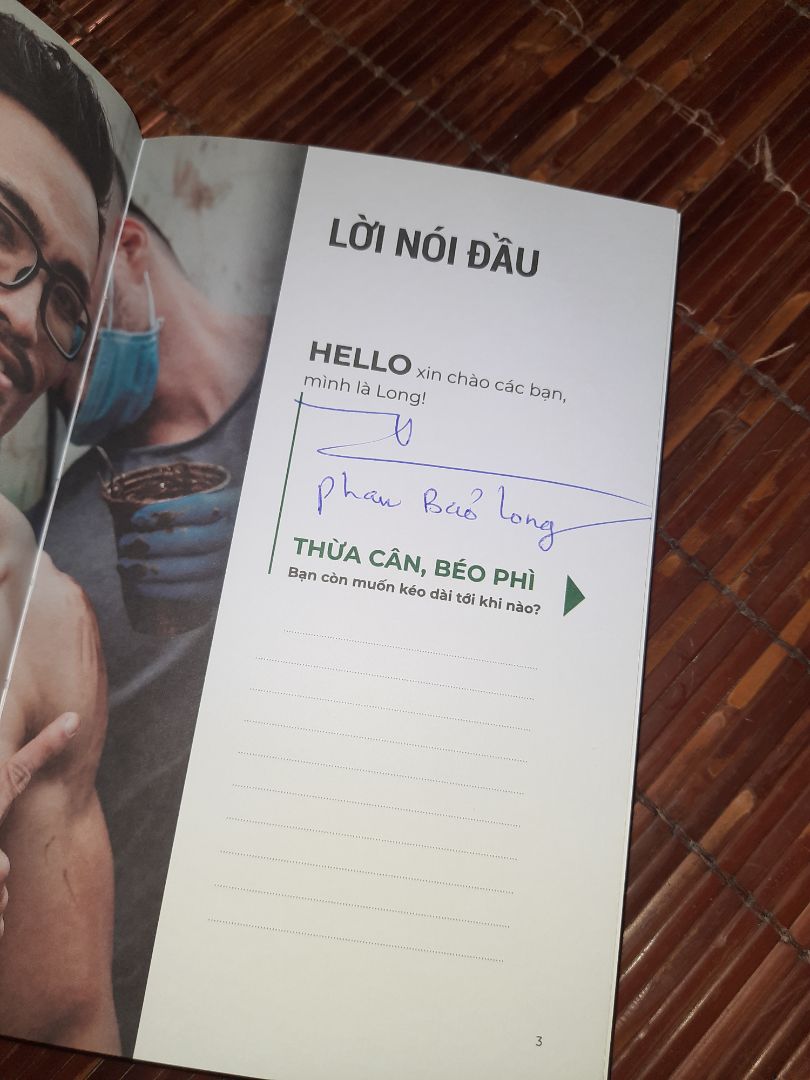 LỜI NÓI ĐẦU
HELLO xin chào các bạn,
mình là Long!
Phan Bảo Long
THỪA CÂN, BÉO PHÌ
Bạn còn muốn kéo dài tới khi nào?
3